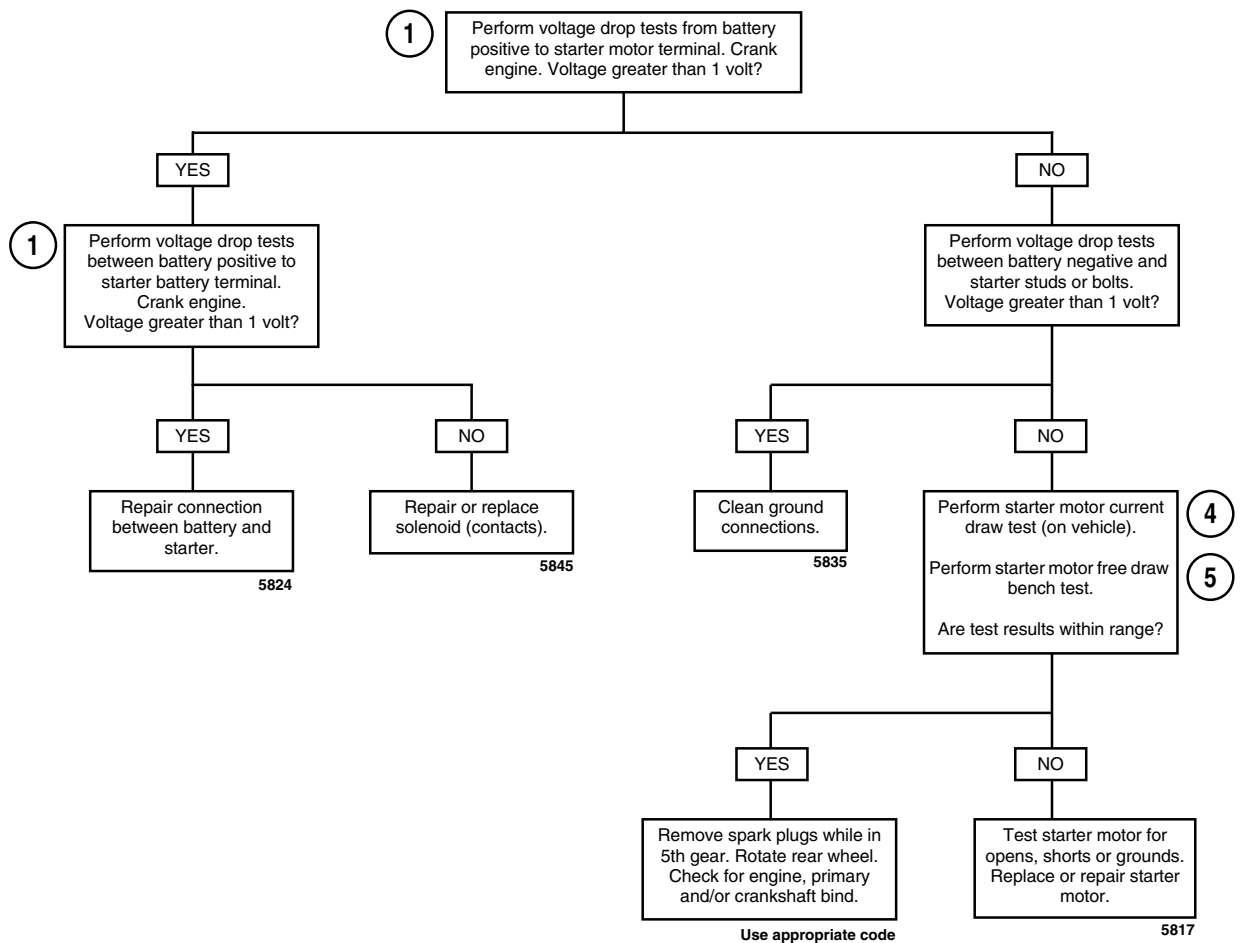 1
Perform voltage drop tests from battery
positive to starter motor terminal. Crank
engine. Voltage greater than 1 volt?
YES
NO
1
Perform voltage drop tests
between battery positive to
starter battery terminal.
Crank engine.
Voltage greater than 1 volt?
Perform voltage drop tests
between battery negative and
starter studs or bolts.
Voltage greater than 1 volt?
YES
NO
YES
NO
Repair connection
between battery and
starter.
5824
Repair or replace
solenoid (contacts).
5845
Clean ground
connections.
5835
Perform starter motor current
draw test (on vehicle).
4
Perform starter motor free draw
bench test.
5
Are test results within range?
YES
NO
Remove spark plugs while in
5th gear. Rotate rear wheel.
Check for engine, primary
and/or crankshaft bind.
Use appropriate code
Test starter motor for
opens, shorts or grounds.
Replace or repair starter
motor.
5817